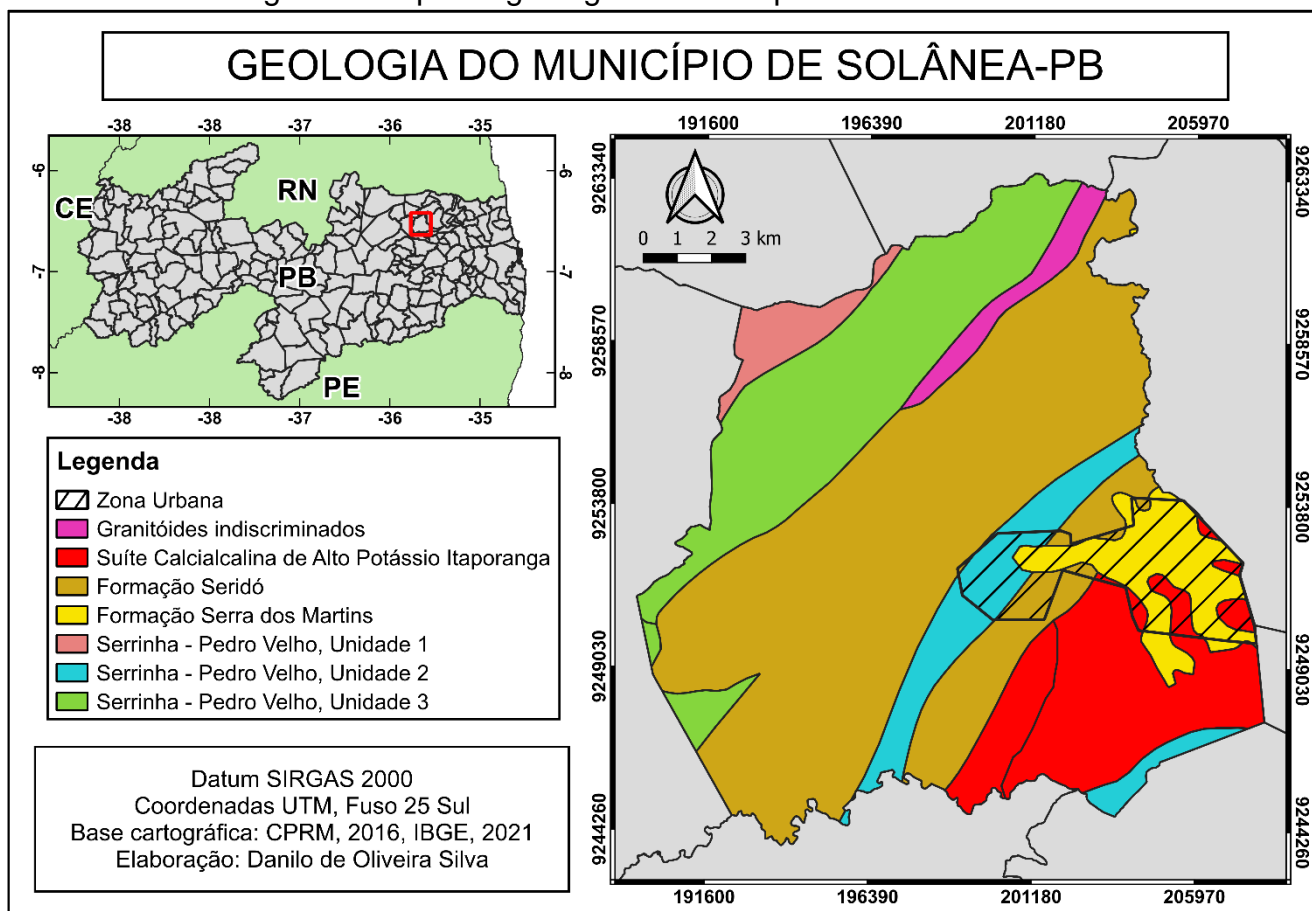 GEOLOGIA DO MUNICÍPIO DE SOLÂNEA-PB
-38 -38 -37 -36 -35
-6 -6
CE
RN
-7 -7
PB
-8 -8
PE
-38 -38 -37 -36 -35
Legenda
Zona Urbana
Granitóides indiscriminados
Suíte Calcialcalina de Alto Potássio Itaporanga
Formação Seridó
Formação Serra dos Martins
Serrinha - Pedro Velho, Unidade 1
Serrinha - Pedro Velho, Unidade 2
Serrinha - Pedro Velho, Unidade 3
Datum SIRGAS 2000
Coordenadas UTM, Fuso 25 Sul
Base cartográfica: CPRM, 2016, IBGE, 2021
Elaboração: Danilo de Oliveira Silva
191600 196390 201180 205970
9263340 9263340
0 1 2 3 km
9258570 9258570
9253800 9253800
9249030 9249030
9244260 9244260
191600 196390 201180 205970